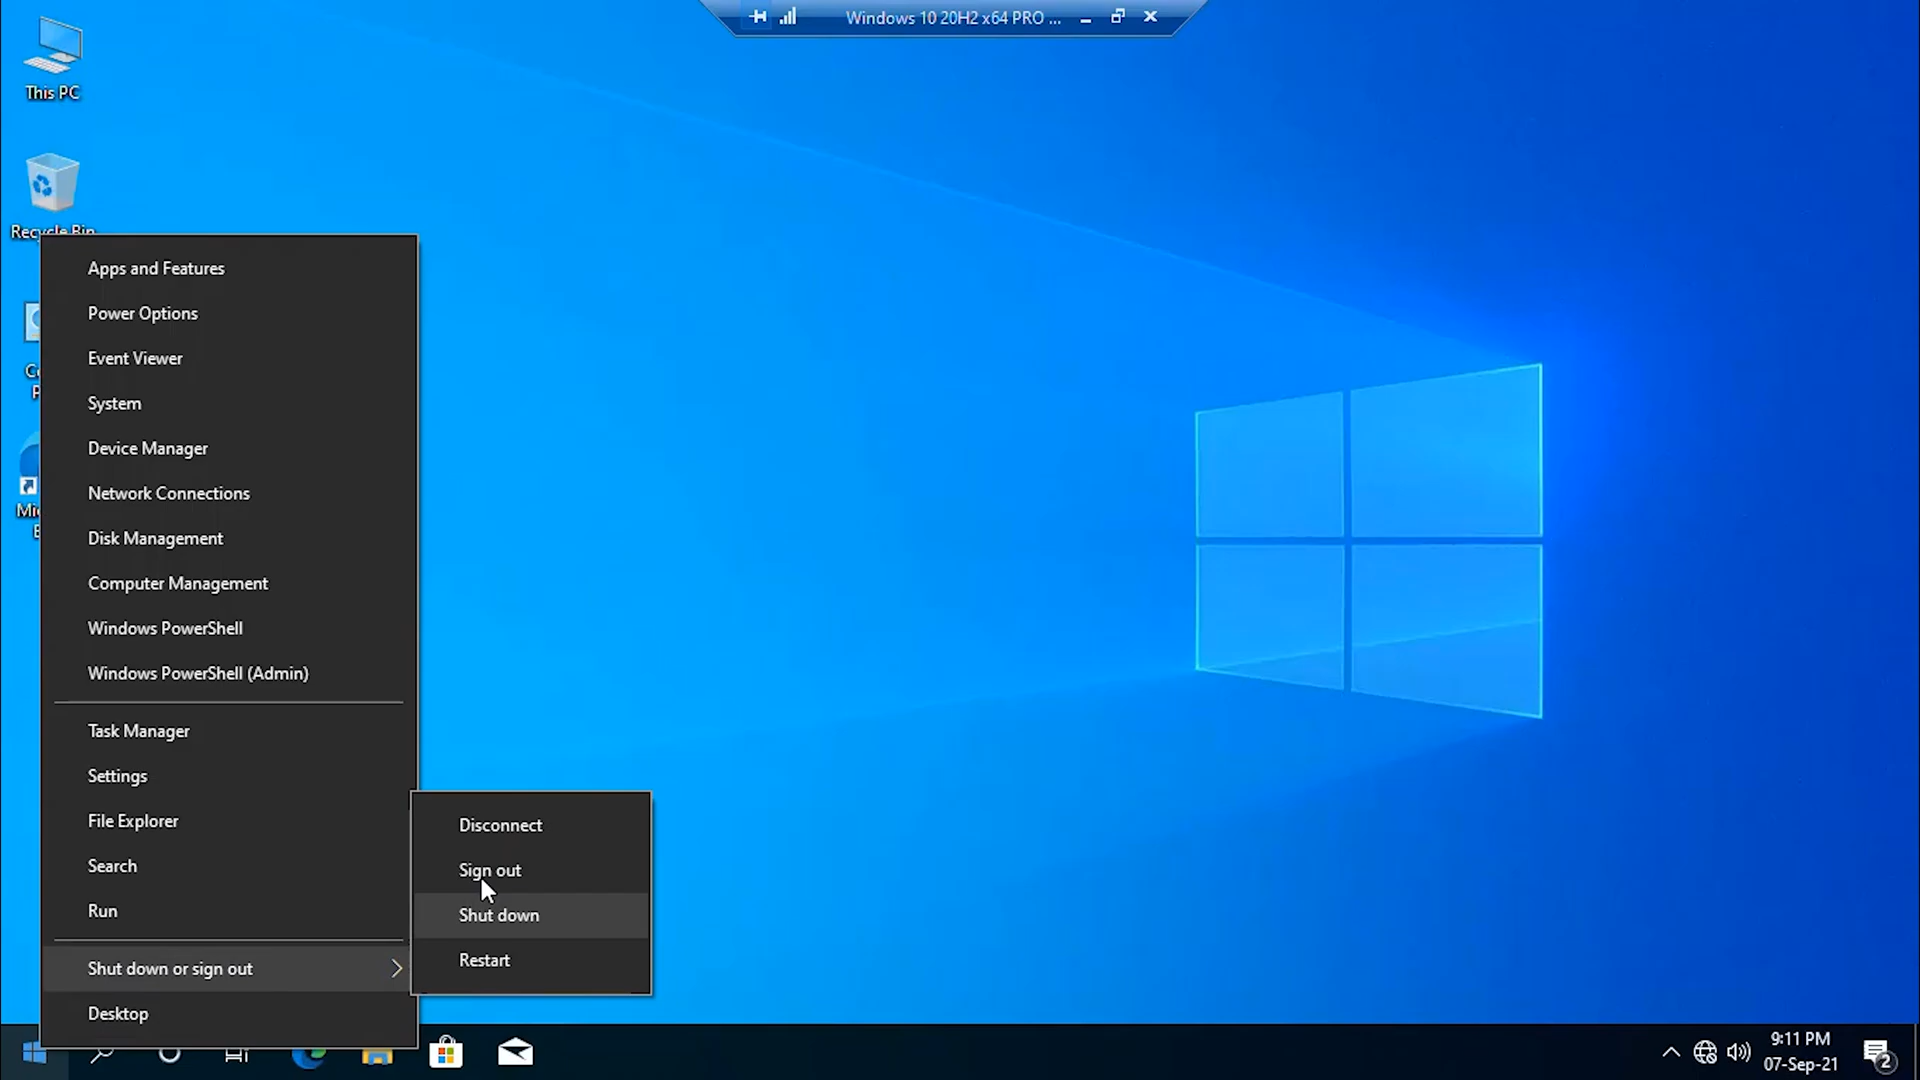 Windows 10 20H2 x64 PRO ...
This PC
Recycle Bin
Apps and Features
Power Options
Event Viewer
System
Device Manager
Network Connections
Disk Management
Computer Management
Windows PowerShell
Windows PowerShell (Admin)
Task Manager
Settings
File Explorer
Search
Run
Shut down or sign out
Desktop
Disconnect
Sign out
Shut down
Restart
9:11 PM
07-Sep-21
2